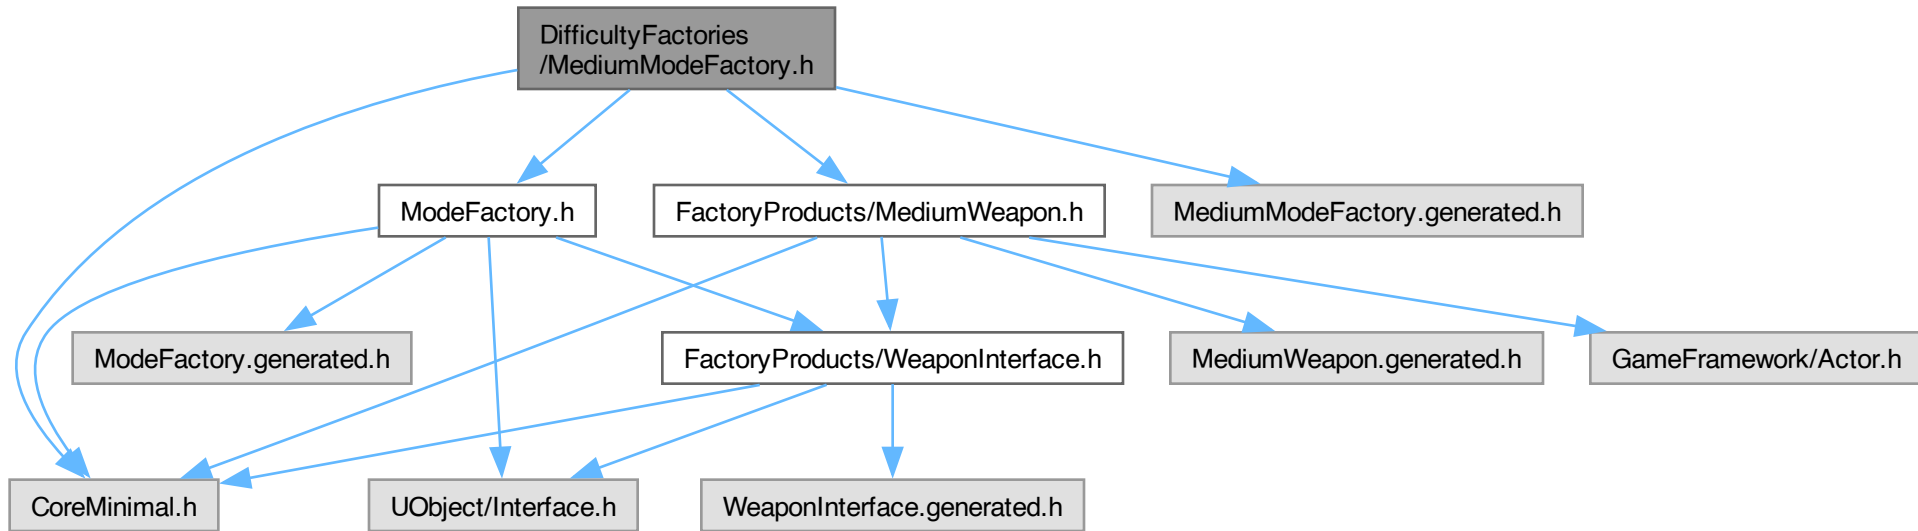 DifficultyFactories
/MediumModeFactory.h
ModeFactory.h
FactoryProducts/MediumWeapon.h
MediumModeFactory.generated.h
ModeFactory.generated.h
FactoryProducts/WeaponInterface.h
MediumWeapon.generated.h
GameFramework/Actor.h
CoreMinimal.h
UObject/Interface.h
WeaponInterface.generated.h